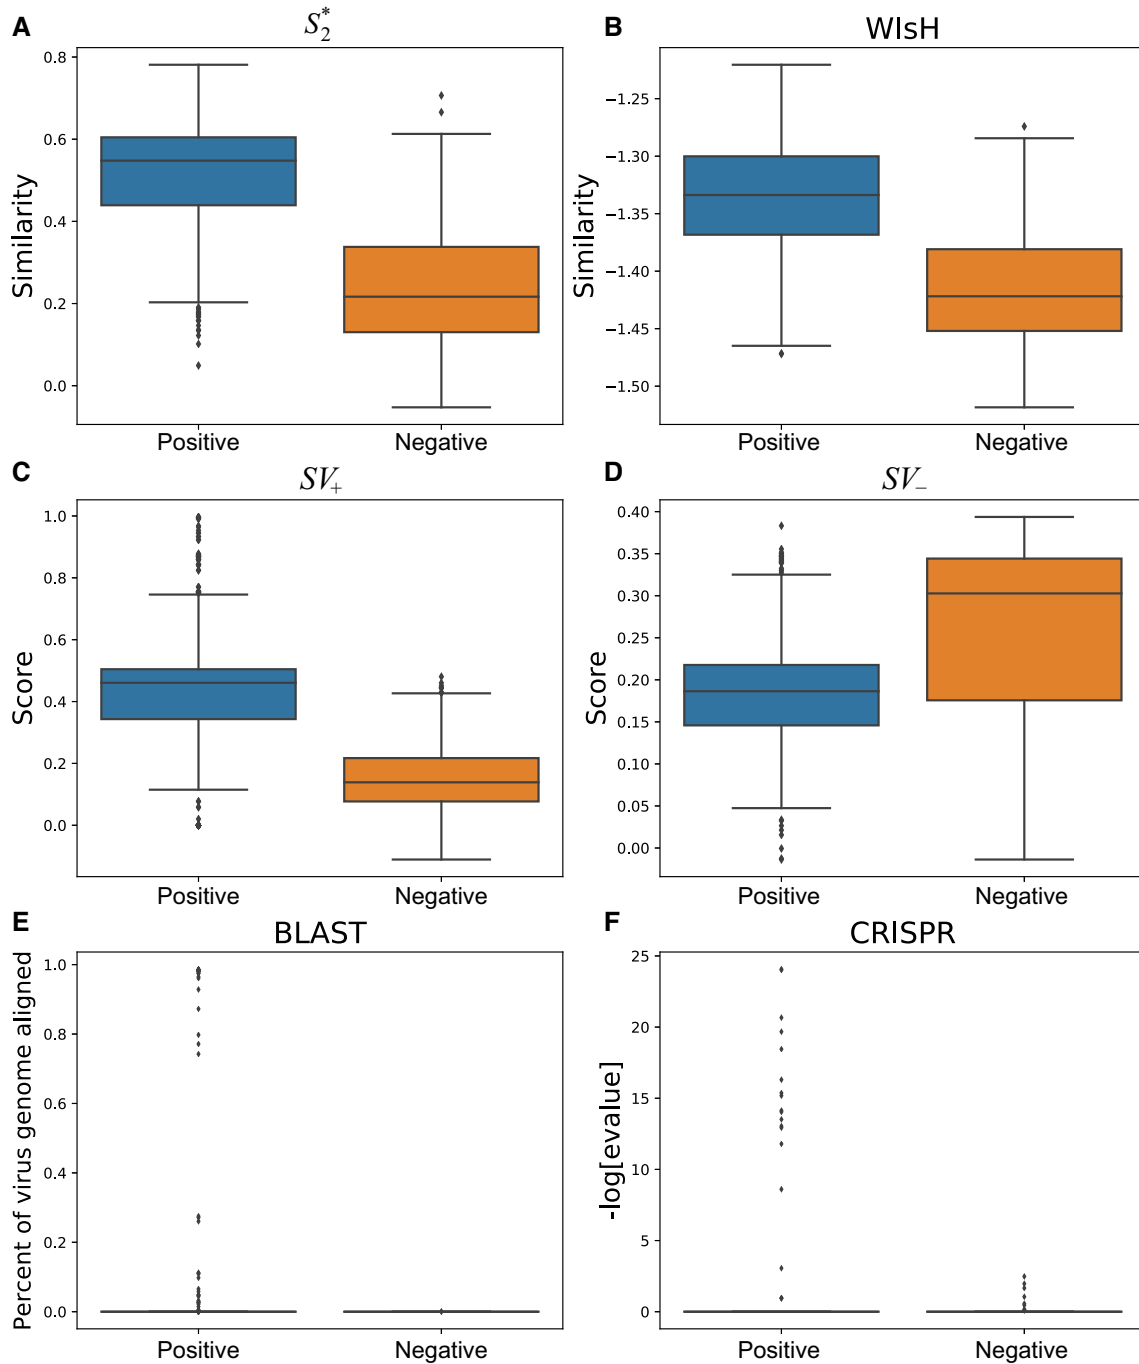 A
S₂*
Similarity
0.8
0.6
0.4
0.2
0.0
Positive
Negative
B
WIsH
Similarity
−1.25
−1.30
−1.35
−1.40
−1.45
−1.50
Positive
Negative
C
SV₊
Score
1.0
0.8
0.6
0.4
0.2
0.0
Positive
Negative
D
SV₋
Score
0.40
0.35
0.30
0.25
0.20
0.15
0.10
0.05
0.00
Positive
Negative
E
BLAST
Percent of virus genome aligned
1.0
0.8
0.6
0.4
0.2
0.0
Positive
Negative
F
CRISPR
-log[evalue]
25
20
15
10
5
0
Positive
Negative